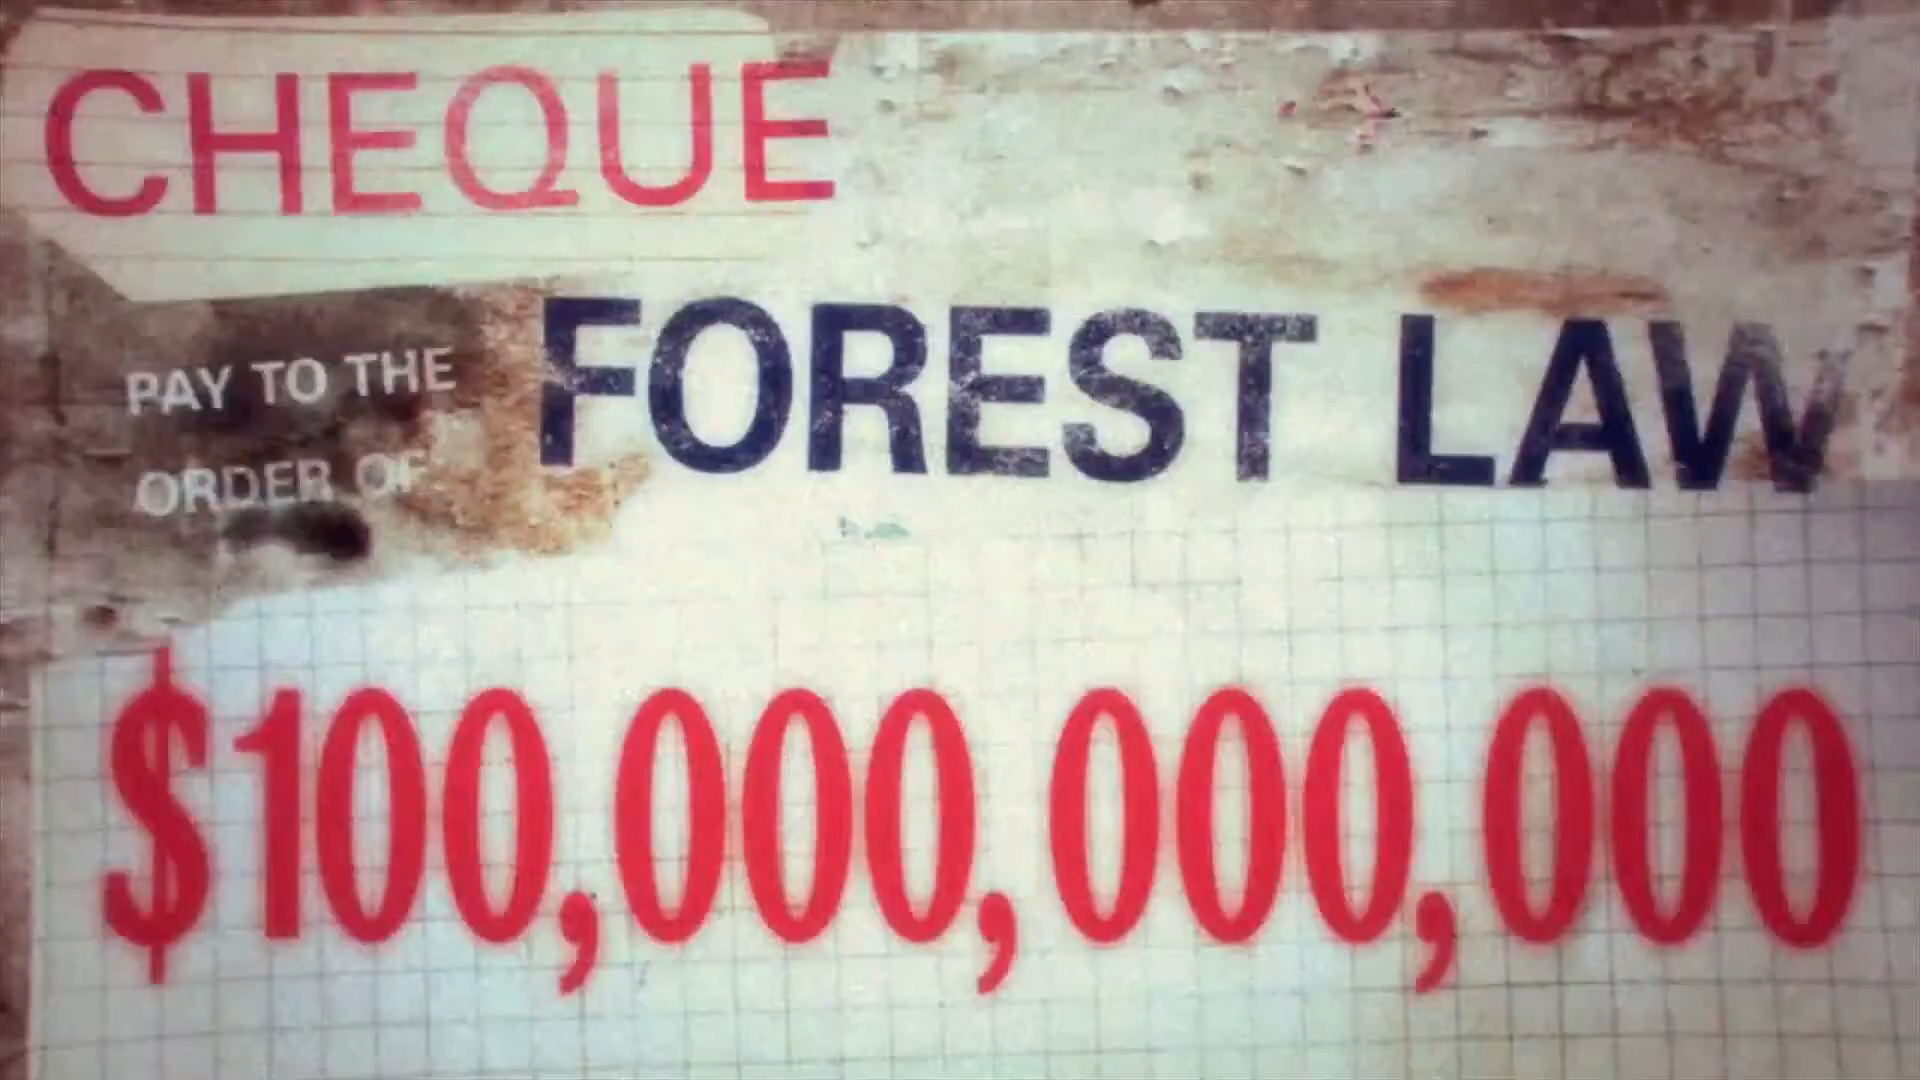 CHEQUE
PAY TO THE
ORDER OF
FOREST LAW
$100,000,000,000